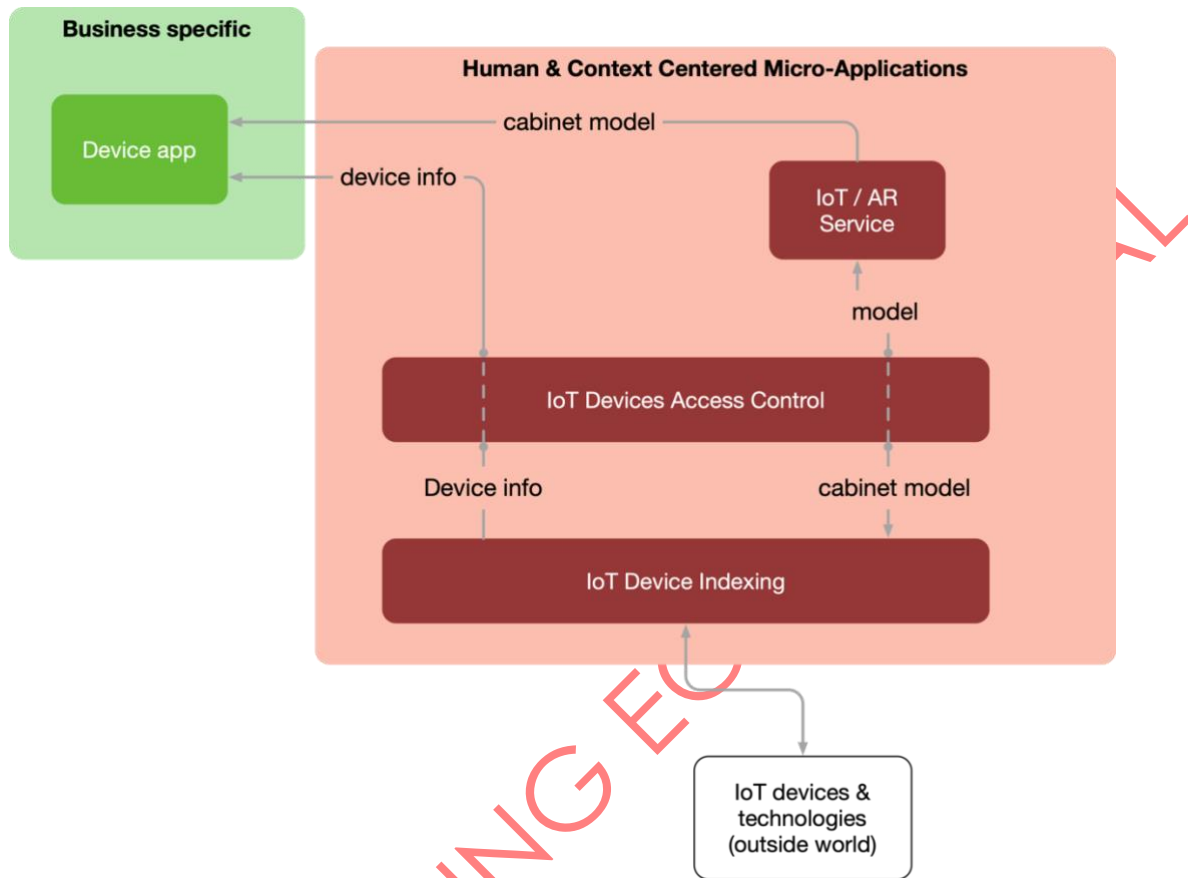 Business specific
Human & Context Centered Micro-Applications
Device app
cabinet model
device info
IoT / AR
Service
model
IoT Devices Access Control
Device info
cabinet model
IoT Device Indexing
IoT devices &
technologies
(outside world)